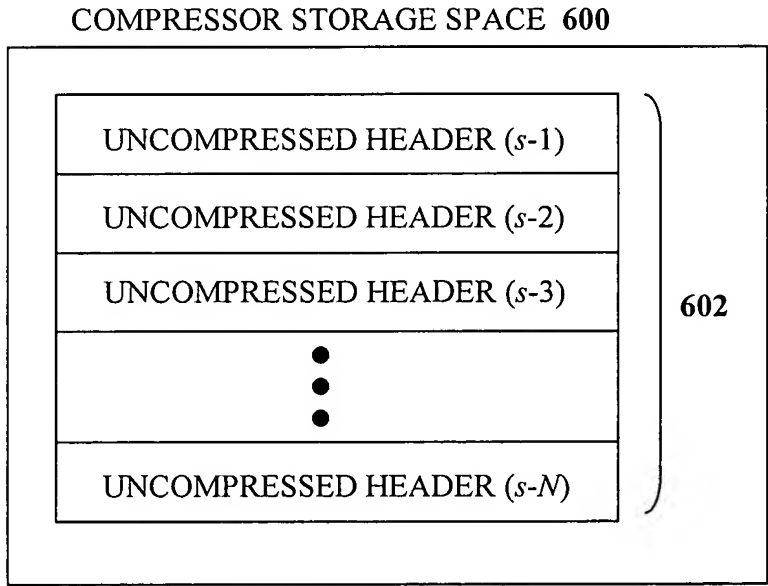 COMPRESSOR STORAGE SPACE 600
UNCOMPRESSED HEADER (s-1)
UNCOMPRESSED HEADER (s-2)
UNCOMPRESSED HEADER (s-3)
602
UNCOMPRESSED HEADER (s-N)